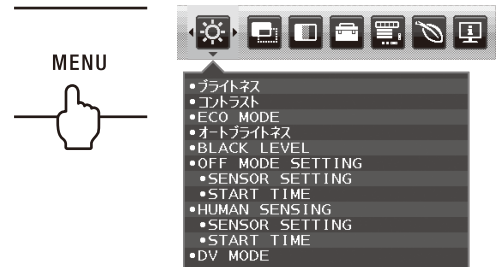 MENU
•ブライトネス
•コントラスト
•ECO MODE
•オートブライトネス
•BLACK LEVEL
•OFF MODE SETTING
•SENSOR SETTING
•START TIME
•HUMAN SENSING
•SENSOR SETTING
•START TIME
•DV MODE